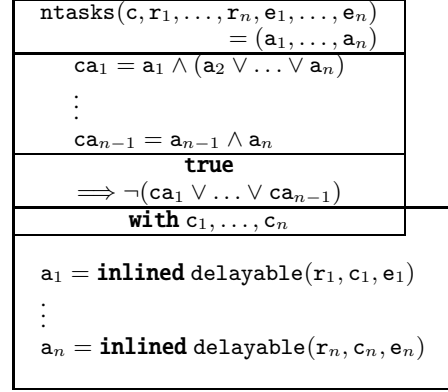 ntasks(c, r₁, . . . , rₙ, e₁, . . . , eₙ)
= (a₁, . . . , aₙ)
ca₁ = a₁ ∧ (a₂ ∨ . . . ∨ aₙ)
⋮
caₙ₋₁ = aₙ₋₁ ∧ aₙ
true
⟹ ¬(ca₁ ∨ . . . ∨ caₙ₋₁)
with c₁, . . . , cₙ
a₁ = inlined delayable(r₁, c₁, e₁)
⋮
aₙ = inlined delayable(rₙ, cₙ, eₙ)